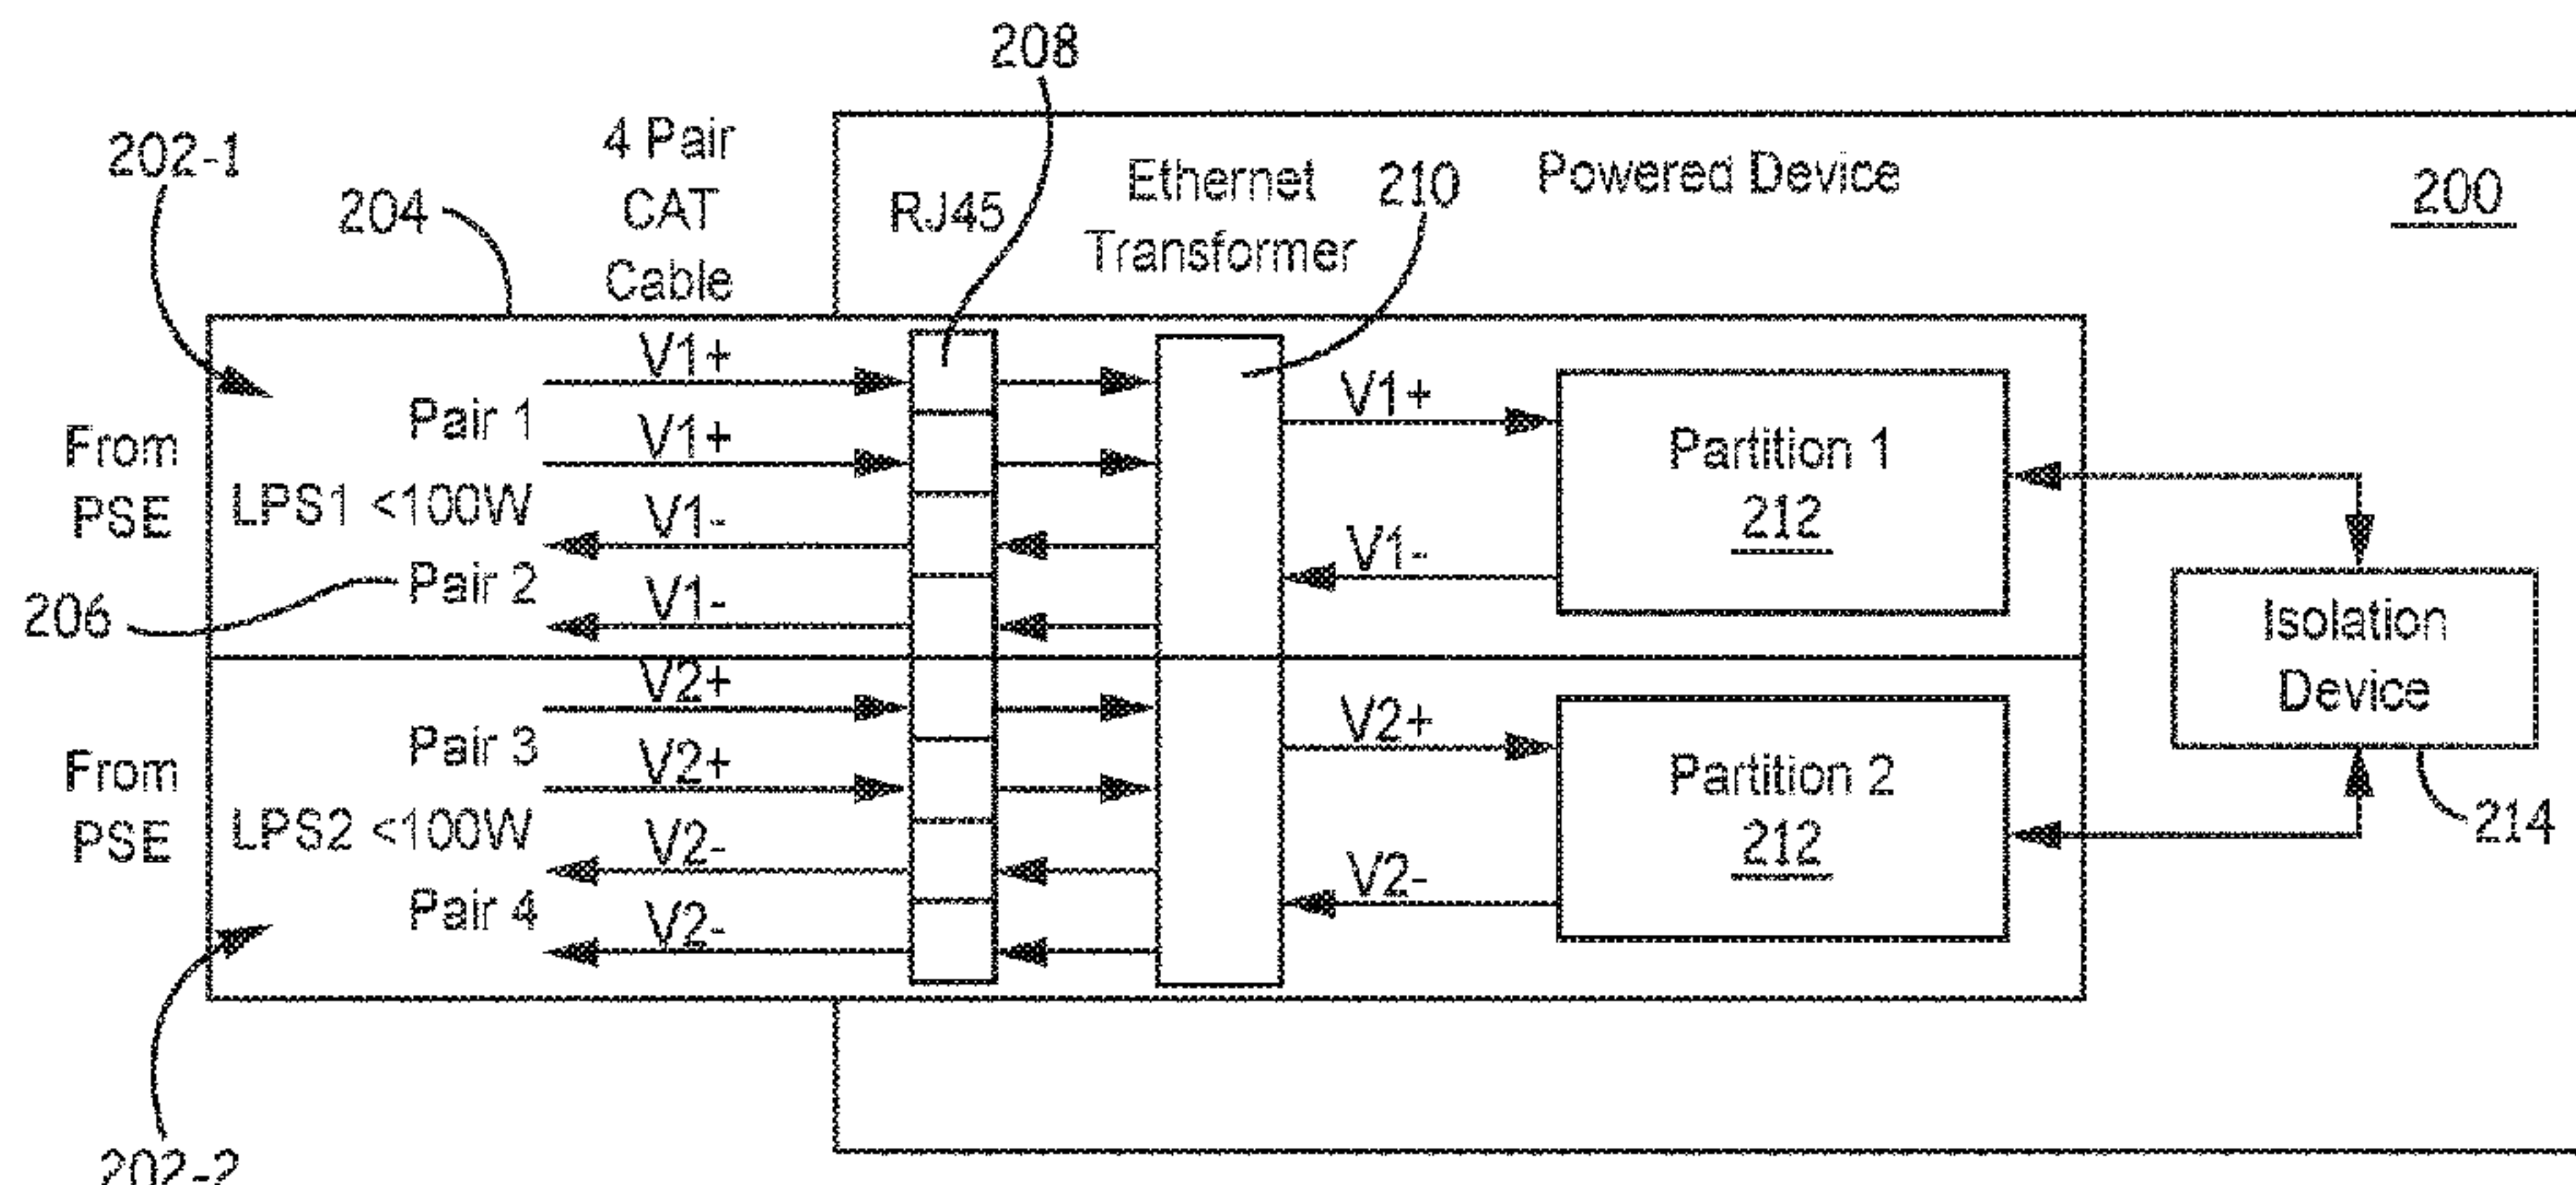 208
202-1
204
4 Pair
CAT
Cable
RJ45
Ethernet
Transformer
210
Powered Device
200
V1+
Pair 1
V1+
From
PSE
LPS1 <100W
V1-
Pair 2
V1-
206
V1+
V1-
Partition 1
212
Isolation
Device
214
V2+
Pair 3
V2+
From
PSE
LPS2 <100W
V2-
Pair 4
V2-
V2+
V2-
Partition 2
212
202-2